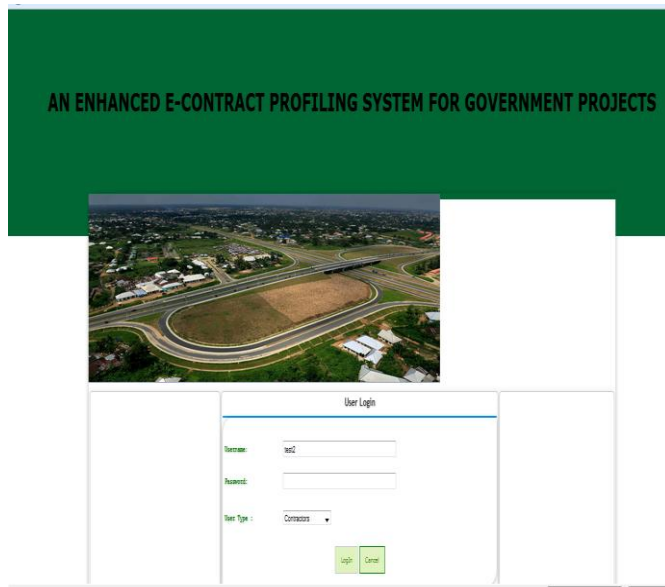 AN ENHANCED E-CONTRACT PROFILING SYSTEM FOR GOVERNMENT PROJECTS
User Login
Username:
test2
Password:
User Type :
Contractors
Login
Cancel